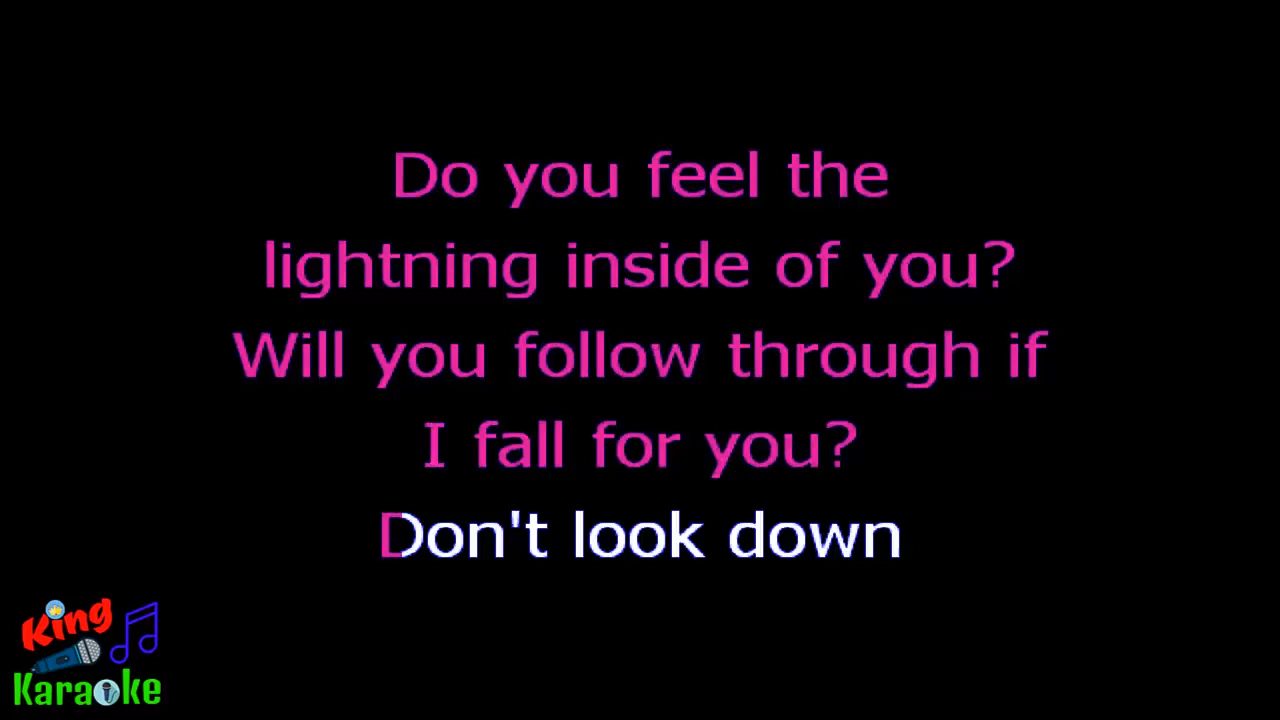 Do you feel the
lightning inside of you?
Will you follow through if
I fall for you?
Don't look down
King
Karaoke